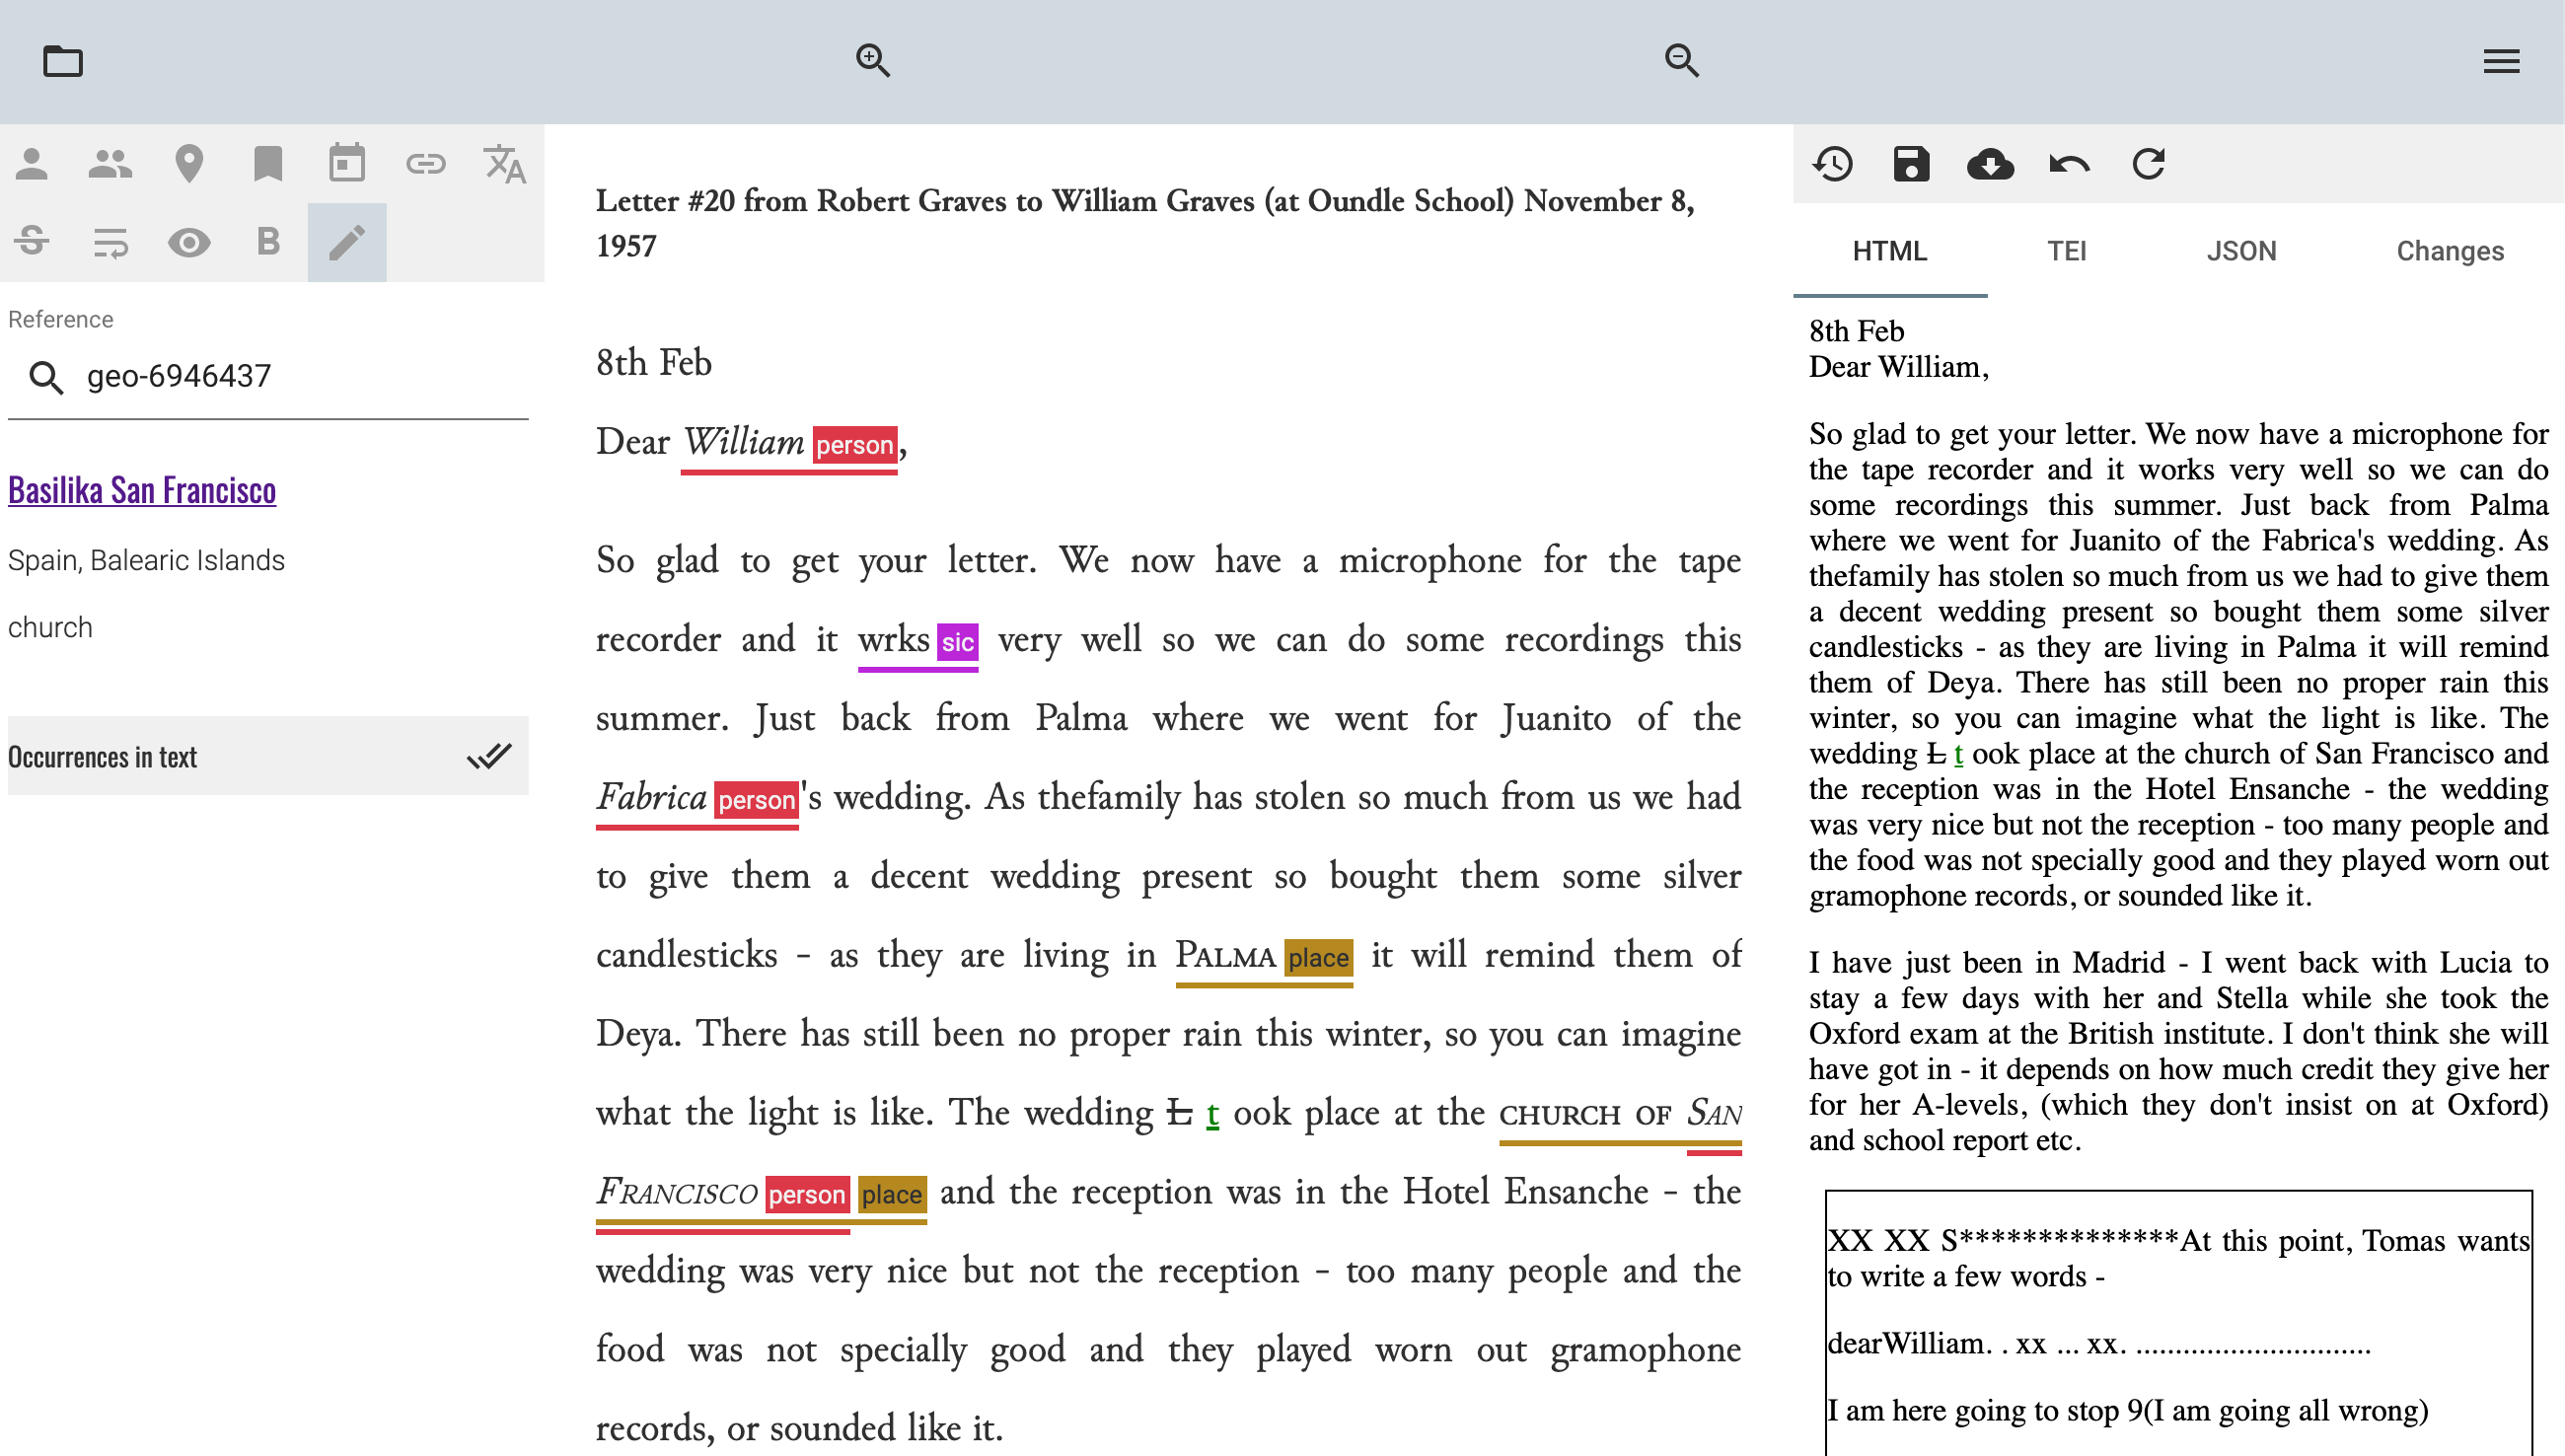 Reference
geo-6946437
Basilika San Francisco
Spain, Balearic Islands
church
Occurrences in text
Letter #20 from Robert Graves to William Graves (at Oundle School) November 8,
1957
8th Feb
Dear William person,
So glad to get your letter. We now have a microphone for the tape
recorder and it wrks sic very well so we can do some recordings this
summer. Just back from Palma where we went for Juanito of the
Fabrica person's wedding. As thefamily has stolen so much from us we had
to give them a decent wedding present so bought them some silver
candlesticks - as they are living in PALMA place it will remind them of
Deya. There has still been no proper rain this winter, so you can imagine
what the light is like. The wedding L t ook place at the CHURCH OF SAN
FRANCISCO person place and the reception was in the Hotel Ensanche - the
wedding was very nice but not the reception - too many people and the
food was not specially good and they played worn out gramophone
records, or sounded like it.
HTML TEI JSON Changes
8th Feb
Dear William,
So glad to get your letter. We now have a microphone for
the tape recorder and it works very well so we can do
some recordings this summer. Just back from Palma
where we went for Juanito of the Fabrica's wedding. As
thefamily has stolen so much from us we had to give them
a decent wedding present so bought them some silver
candlesticks - as they are living in Palma it will remind
them of Deya. There has still been no proper rain this
winter, so you can imagine what the light is like. The
wedding L t ook place at the church of San Francisco and
the reception was in the Hotel Ensanche - the wedding
was very nice but not the reception - too many people and
the food was not specially good and they played worn out
gramophone records, or sounded like it.
I have just been in Madrid - I went back with Lucia to
stay a few days with her and Stella while she took the
Oxford exam at the British institute. I don't think she will
have got in - it depends on how much credit they give her
for her A-levels, (which they don't insist on at Oxford)
and school report etc.
XX XX S**************At this point, Tomas wants
to write a few words -
dearWilliam. . xx ... xx. ..............................
I am here going to stop 9(I am going all wrong)